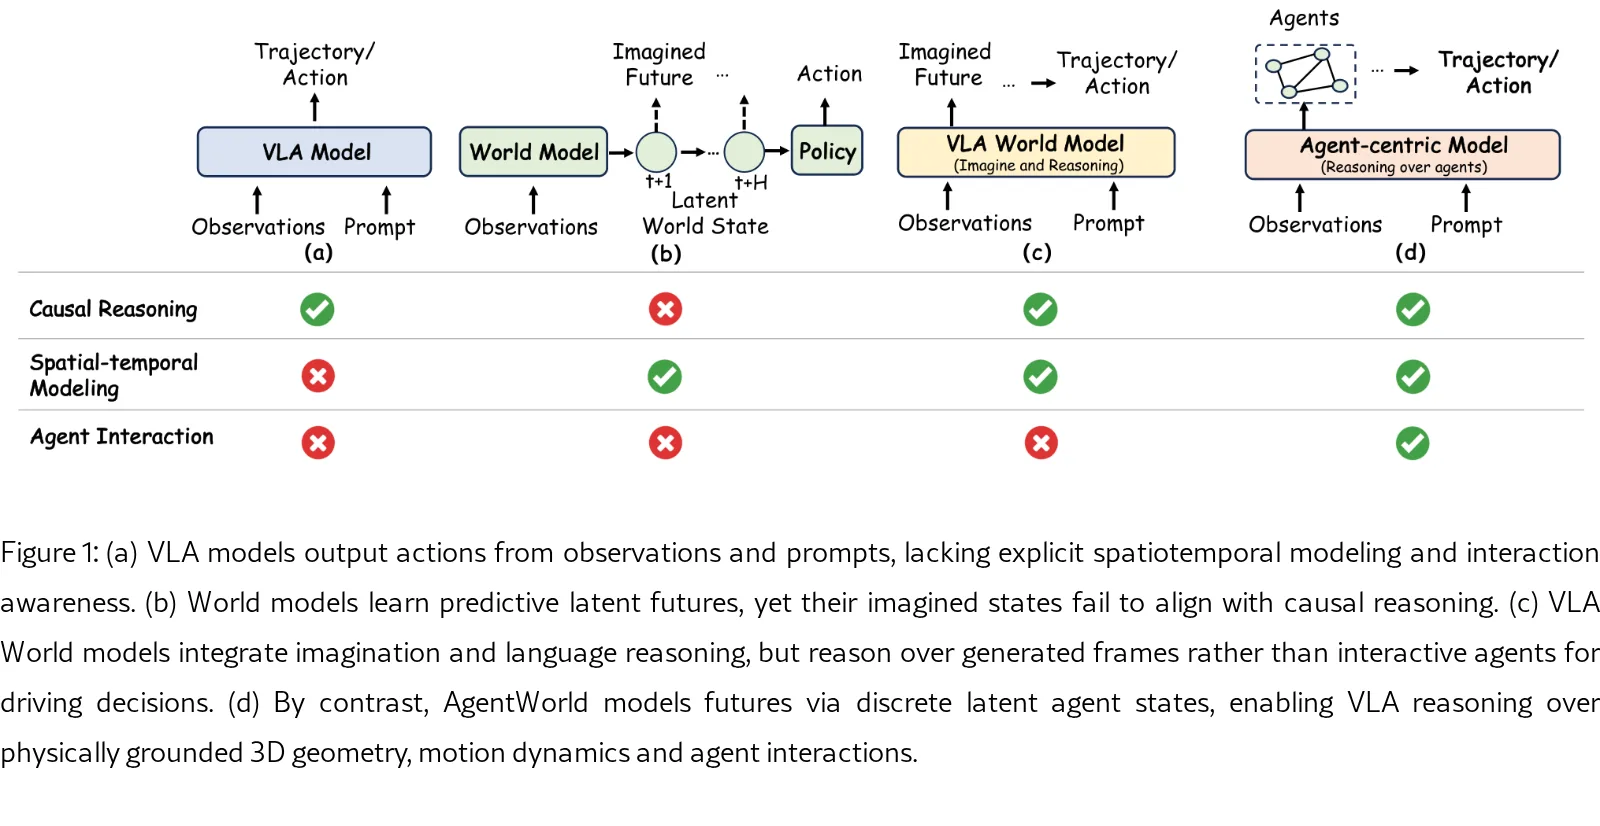 Agents
Trajectory/
Action
Imagined
Future
...
Action
Imagined
Future
...
Trajectory/
Action
...
Trajectory/
Action
VLA Model
World Model
...
Policy
VLA World Model
(Imagine and Reasoning)
Agent-centric Model
(Reasoning over agents)
t+1
t+H
Latent
World State
Observations
Prompt
Observations
Observations
Prompt
Observations
Prompt
(a)
(b)
(c)
(d)
Causal Reasoning
Spatial-temporal
Modeling
Agent Interaction
Figure 1: (a) VLA models output actions from observations and prompts, lacking explicit spatiotemporal modeling and interaction
awareness. (b) World models learn predictive latent futures, yet their imagined states fail to align with causal reasoning. (c) VLA
World models integrate imagination and language reasoning, but reason over generated frames rather than interactive agents for
driving decisions. (d) By contrast, AgentWorld models futures via discrete latent agent states, enabling VLA reasoning over
physically grounded 3D geometry, motion dynamics and agent interactions.